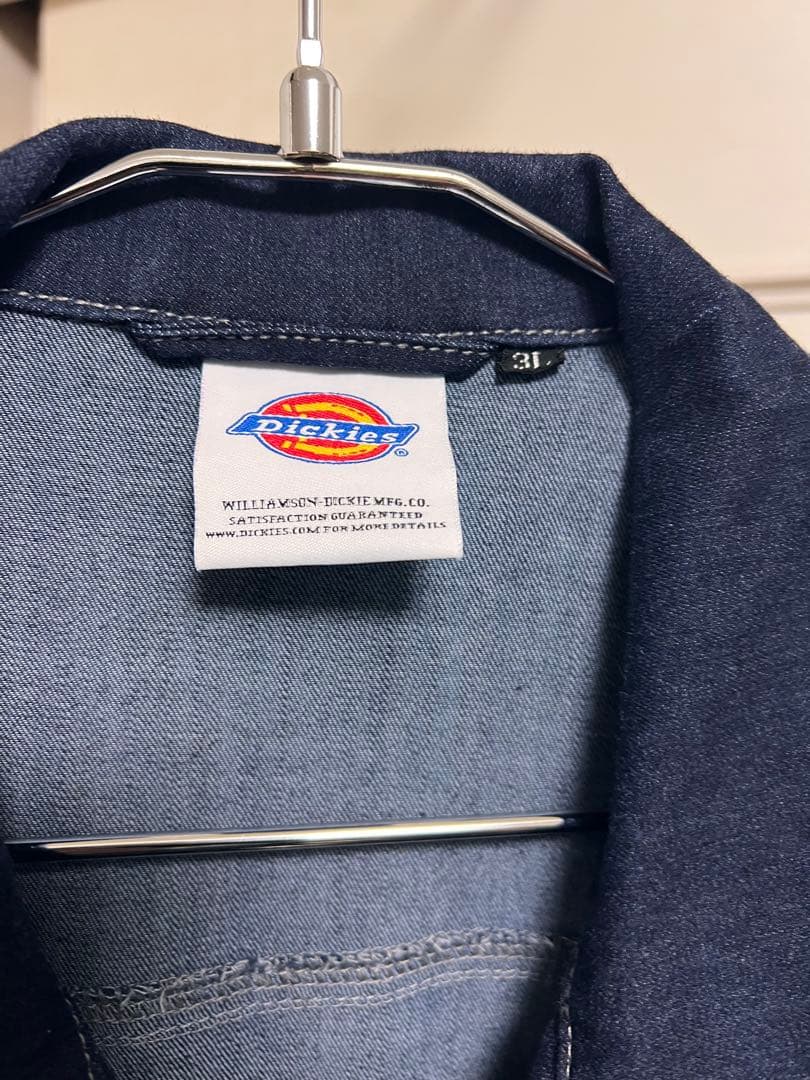 3L
Dickies®
WILLIAMSON-DICKIE MFG.CO.
SATISFACTION GUARANTEED
WWW.DICKIES.COM FOR MORE DETAILS